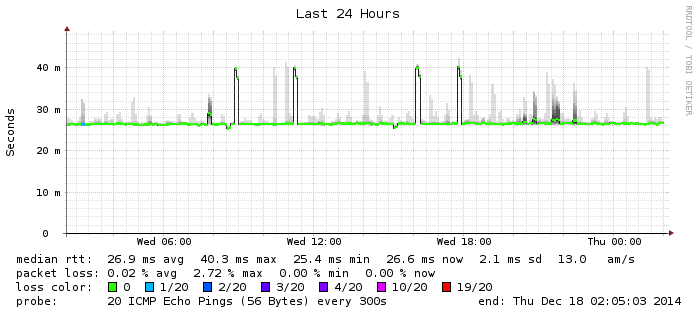 Last 24 Hours
RRDTOOL / TOBI OETIKER
Seconds
40 m
30 m
20 m
10 m
0
Wed 06:00 Wed 12:00 Wed 18:00 Thu 00:00
median rtt: 26.9 ms avg 40.3 ms max 25.4 ms min 26.6 ms now 2.1 ms sd 13.0 am/s
packet loss: 0.02 % avg 2.72 % max 0.00 % min 0.00 % now
loss color: 0 1/20 2/20 3/20 4/20 10/20 19/20
probe: 20 ICMP Echo Pings (56 Bytes) every 300s end: Thu Dec 18 02:05:03 2014